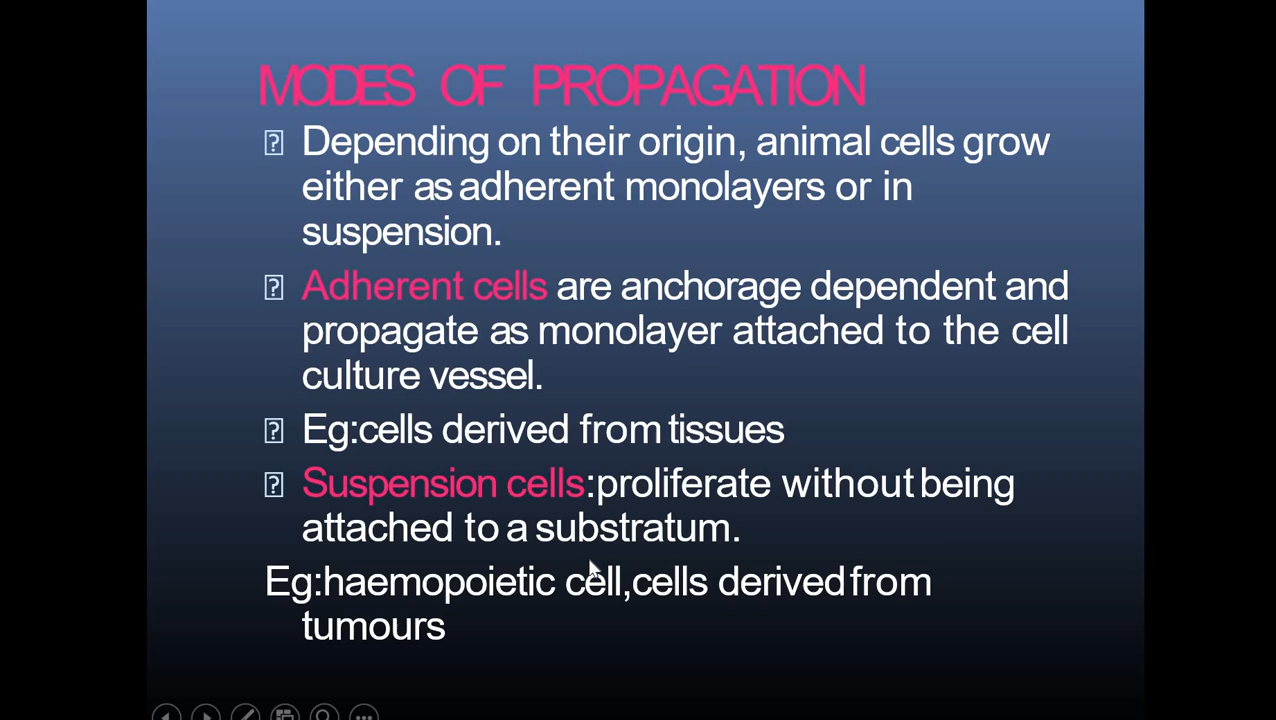 MODES OF PROPAGATION
Depending on their origin, animal cells grow
either as adherent monolayers or in
suspension.
Adherent cells are anchorage dependent and
propagate as monolayer attached to the cell
culture vessel.
Eg:cells derived from tissues
Suspension cells:proliferate without being
attached to a substratum.
Eg:haemopoietic cell,cells derived from
tumours